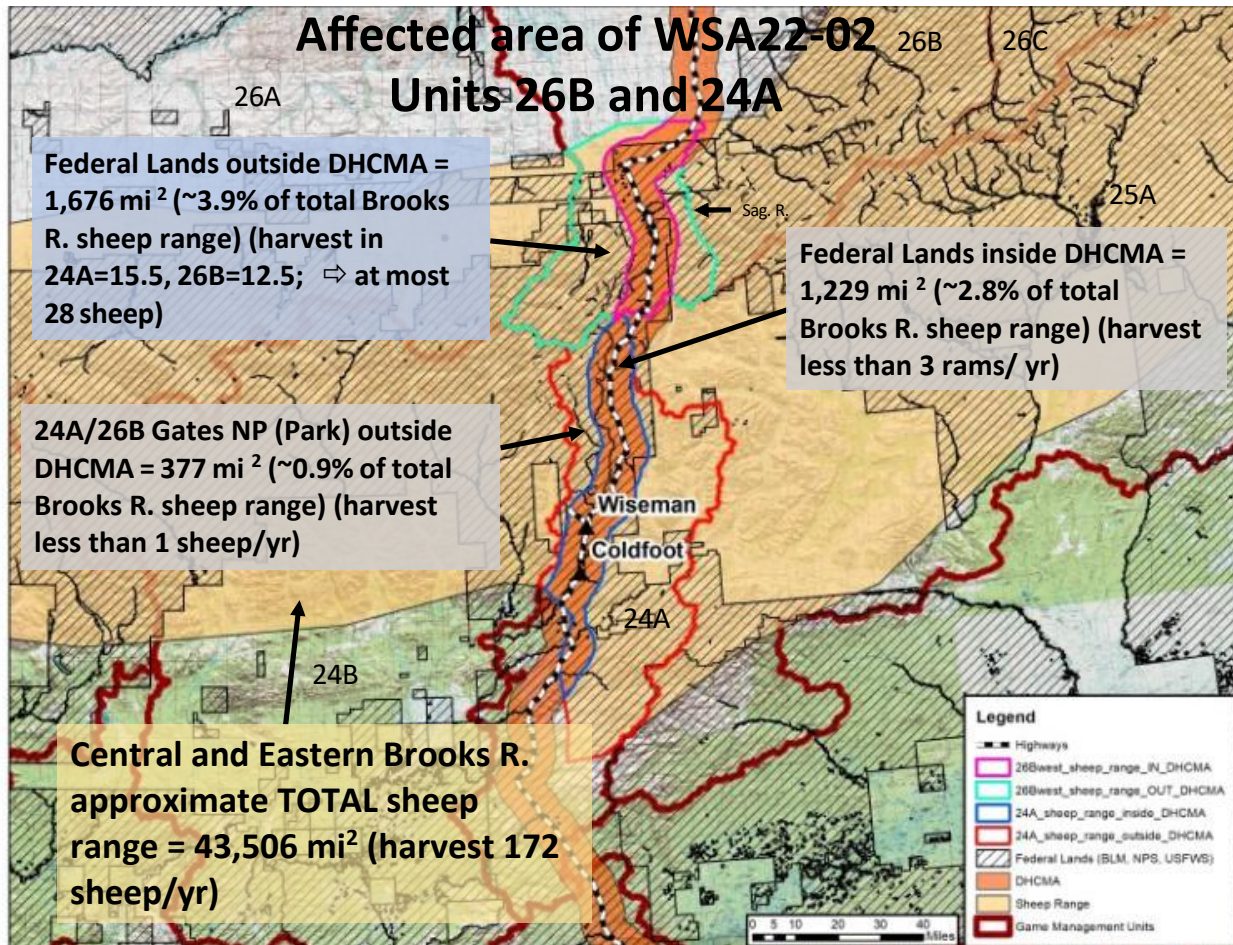 Affected area of WSA22-02
Units 26B and 24A
26A
26B
26C
25A
Federal Lands outside DHCMA =
1,676 mi 2 (~3.9% of total Brooks
R. sheep range) (harvest in
24A=15.5, 26B=12.5; ⇨ at most
28 sheep)
Sag. R.
Federal Lands inside DHCMA =
1,229 mi 2 (~2.8% of total
Brooks R. sheep range) (harvest
less than 3 rams/ yr)
24A/26B Gates NP (Park) outside
DHCMA = 377 mi 2 (~0.9% of total
Brooks R. sheep range) (harvest
less than 1 sheep/yr)
Wiseman
Coldfoot
24A
24B
Central and Eastern Brooks R.
approximate TOTAL sheep
range = 43,506 mi2 (harvest 172
sheep/yr)
Legend
Highways
26Bwest_sheep_range_IN_DHCMA
26Bwest_sheep_range_OUT_DHCMA
24A_sheep_range_inside_DHCMA
24A_sheep_range_outside_DHCMA
Federal Lands (BLM, NPS, USFWS)
DHCMA
Sheep Range
Game Management Units
0 5 10 20 30 40
Miles